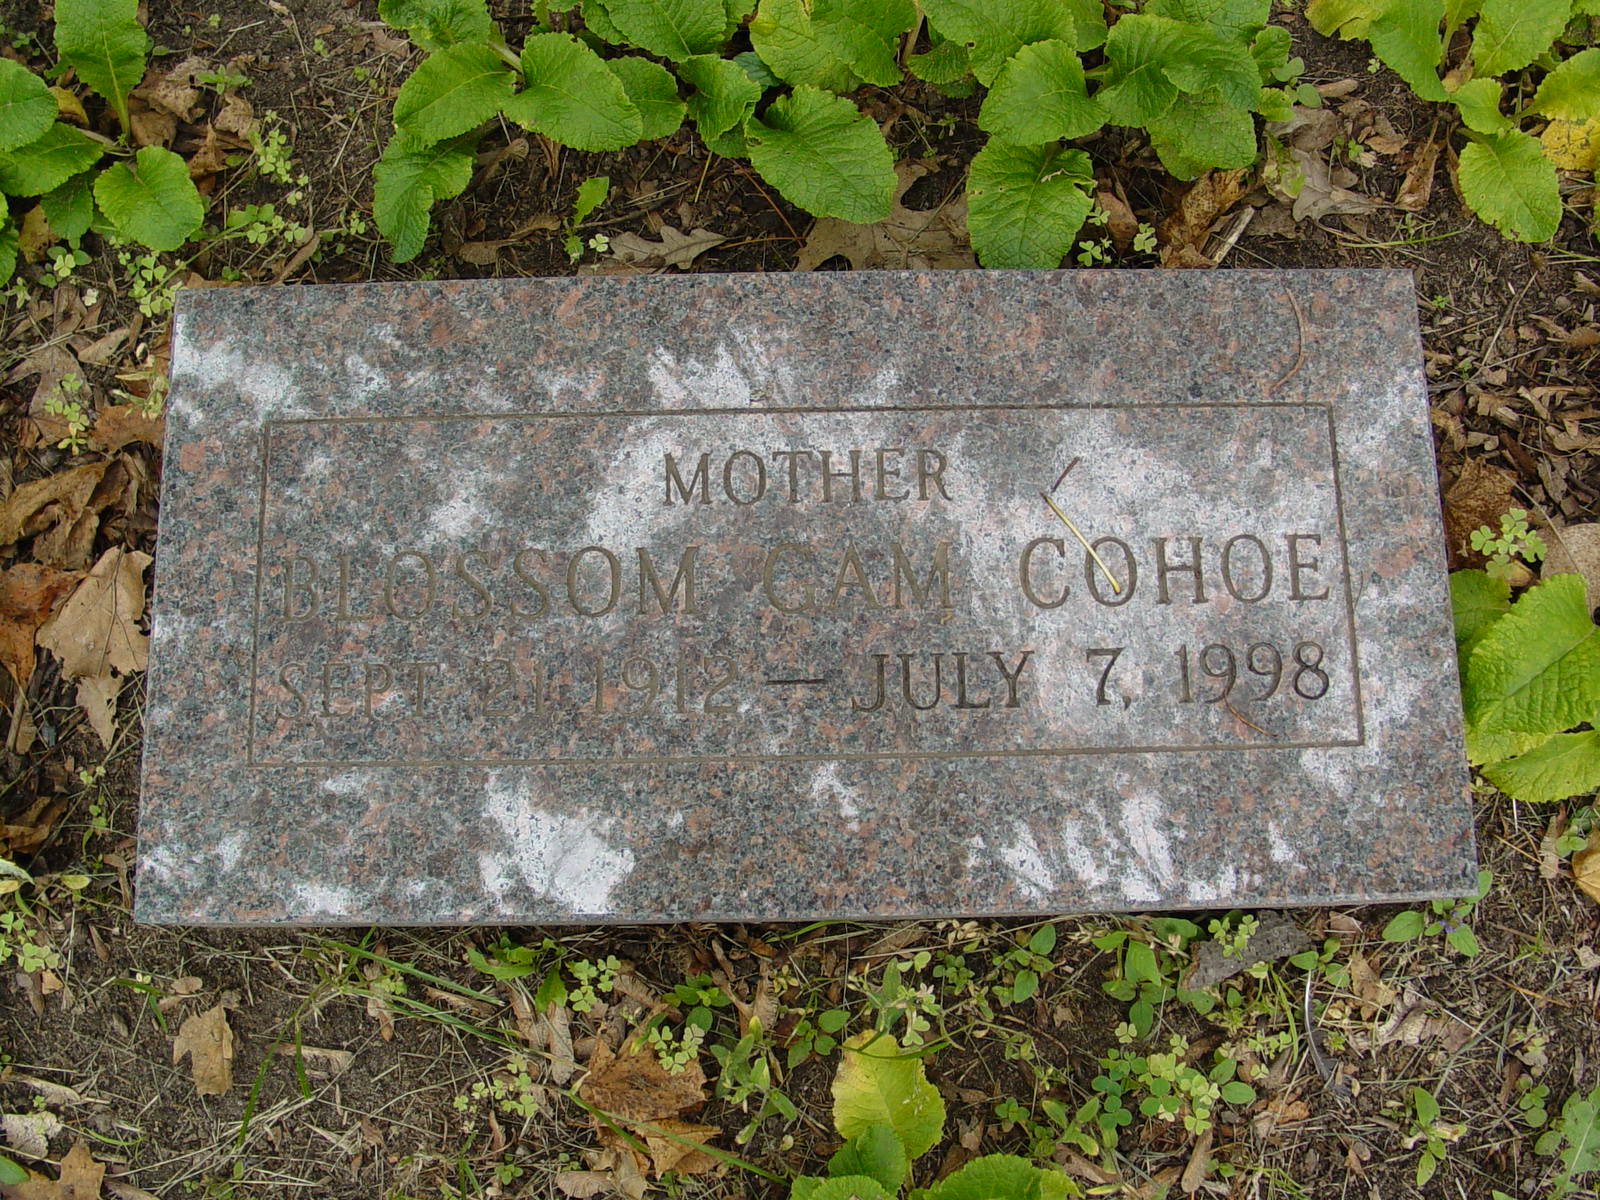 MOTHER
BLOSSOM GAM COHOE
SEPT 21 1912 — JULY 7, 1998